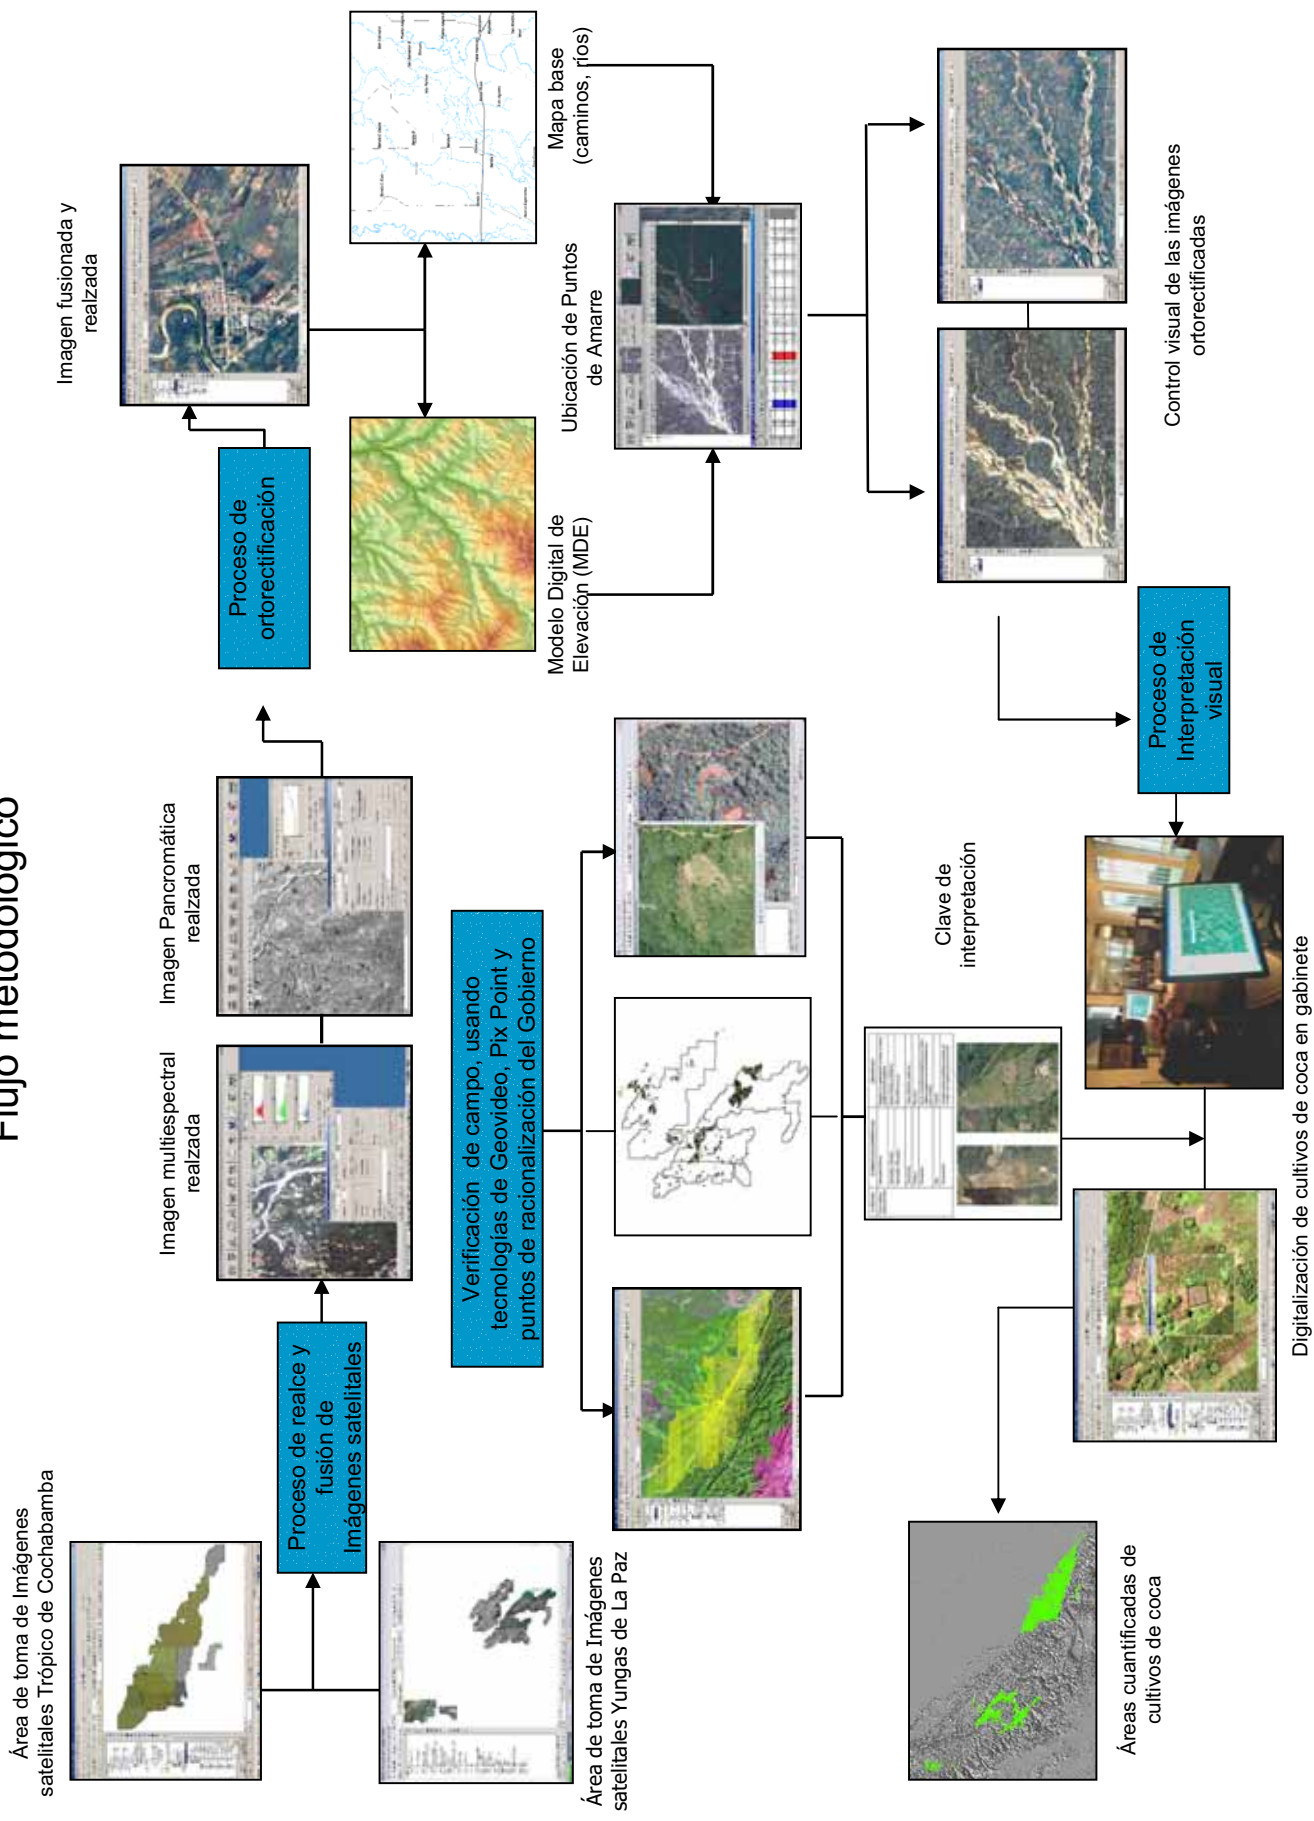 Flujo metodológico
Área de toma de Imágenes
satelitales Trópico de Cochabamba
Área de toma de Imágenes
satelitales Yungas de La Paz
Proceso de realce y
fusión de
Imágenes satelitales
Imagen multiespectral
realzada
Imagen Pancromática
realzada
Proceso de
ortorectificación
Imagen fusionada y
realzada
Modelo Digital de
Elevación (MDE)
Mapa base
(caminos, ríos)
Ubicación de Puntos
de Amarre
Control visual de las imágenes
ortorectificadas
Proceso de
Interpretación
visual
Verificación de campo, usando
tecnologías de Geovideo, Pix Point y
puntos de racionalización del Gobierno
Clave de
interpretación
Digitalización de cultivos de coca en gabinete
Áreas cuantificadas de
cultivos de coca